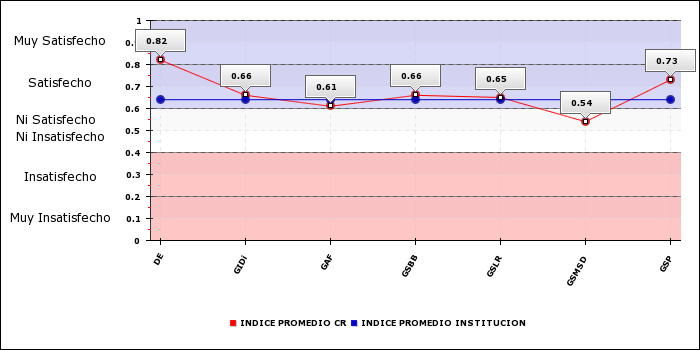 Muy Satisfecho
Satisfecho
Ni Satisfecho
Ni Insatisfecho
Insatisfecho
Muy Insatisfecho
1
0.9
0.8
0.7
0.6
0.5
0.4
0.3
0.2
0.1
0
0.82
0.66
0.61
0.66
0.65
0.54
0.73
DE
GIDi
GAF
GSBB
GSLR
GSMSD
GSP
INDICE PROMEDIO CR INDICE PROMEDIO INSTITUCION